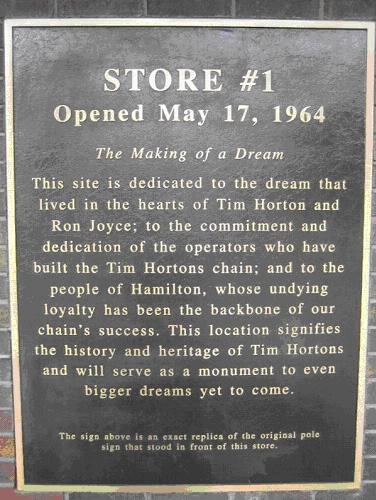 STORE #1
Opened May 17, 1964
The Making of a Dream
This site is dedicated to the dream that
lived in the hearts of Tim Horton and
Ron Joyce; to the commitment and
dedication of the operators who have
built the Tim Hortons chain; and to the
people of Hamilton, whose undying
loyalty has been the backbone of our
chain's success. This location signifies
the history and heritage of Tim Hortons
and will serve as a monument to even
bigger dreams yet to come.
The sign above is an exact replica of the original pole
sign that stood in front of this store.